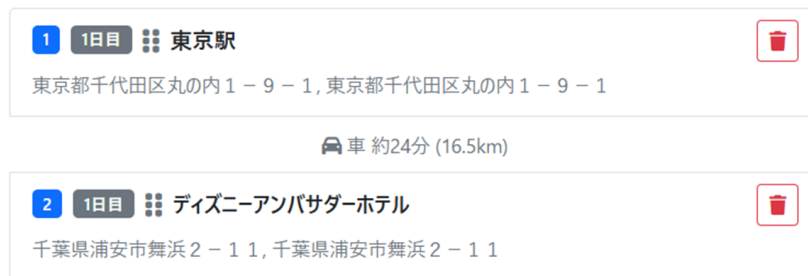 1 1日目 東京駅
東京都千代田区丸の内１－９－１, 東京都千代田区丸の内１－９－１
車 約24分 (16.5km)
2 1日目 ディズニーアンバサダーホテル
千葉県浦安市舞浜２－１１, 千葉県浦安市舞浜２－１１